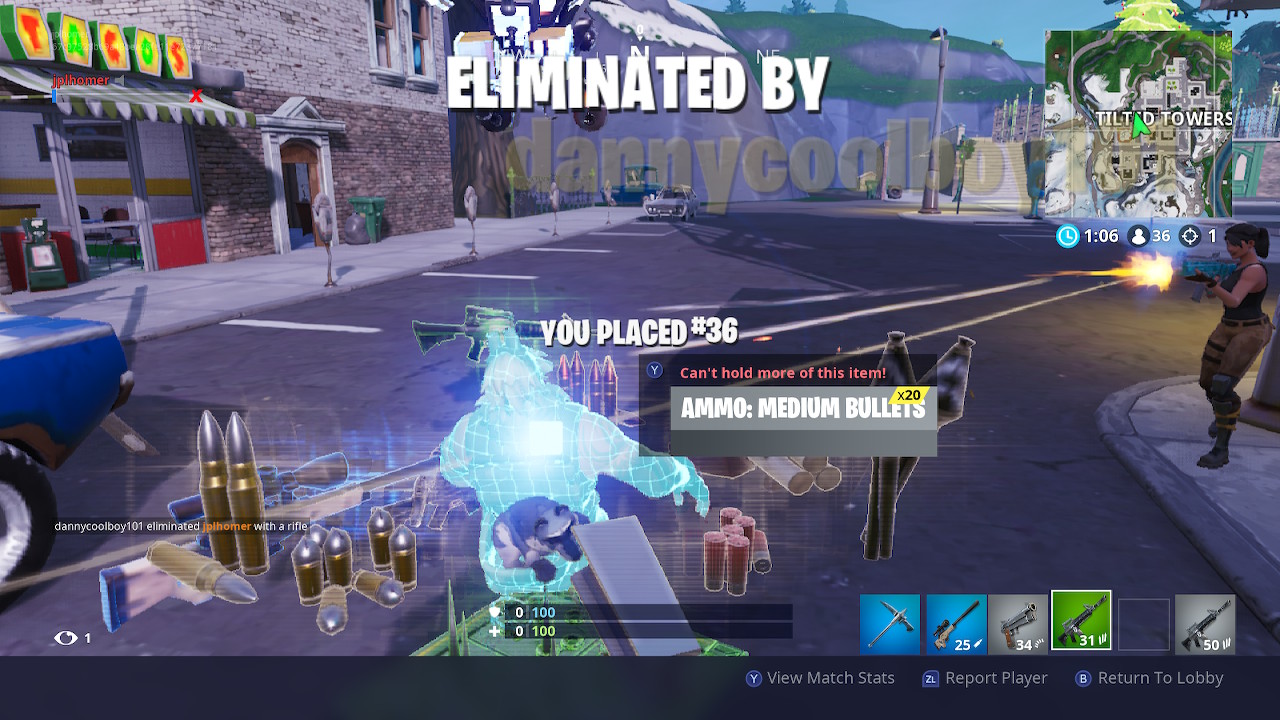 TACOS
jplhomer
N
NE
ELIMINATED BY
dannycoolboy
TILTED TOWERS
1:06
36
1
YOU PLACED #36
Y
Can't hold more of this item!
x20
AMMO: MEDIUM BULLETS
dannycoolboy101 eliminated jplhomer with a rifle
0 100
0 100
1
25
34
31
50
Y View Match Stats
ZL Report Player
B Return To Lobby